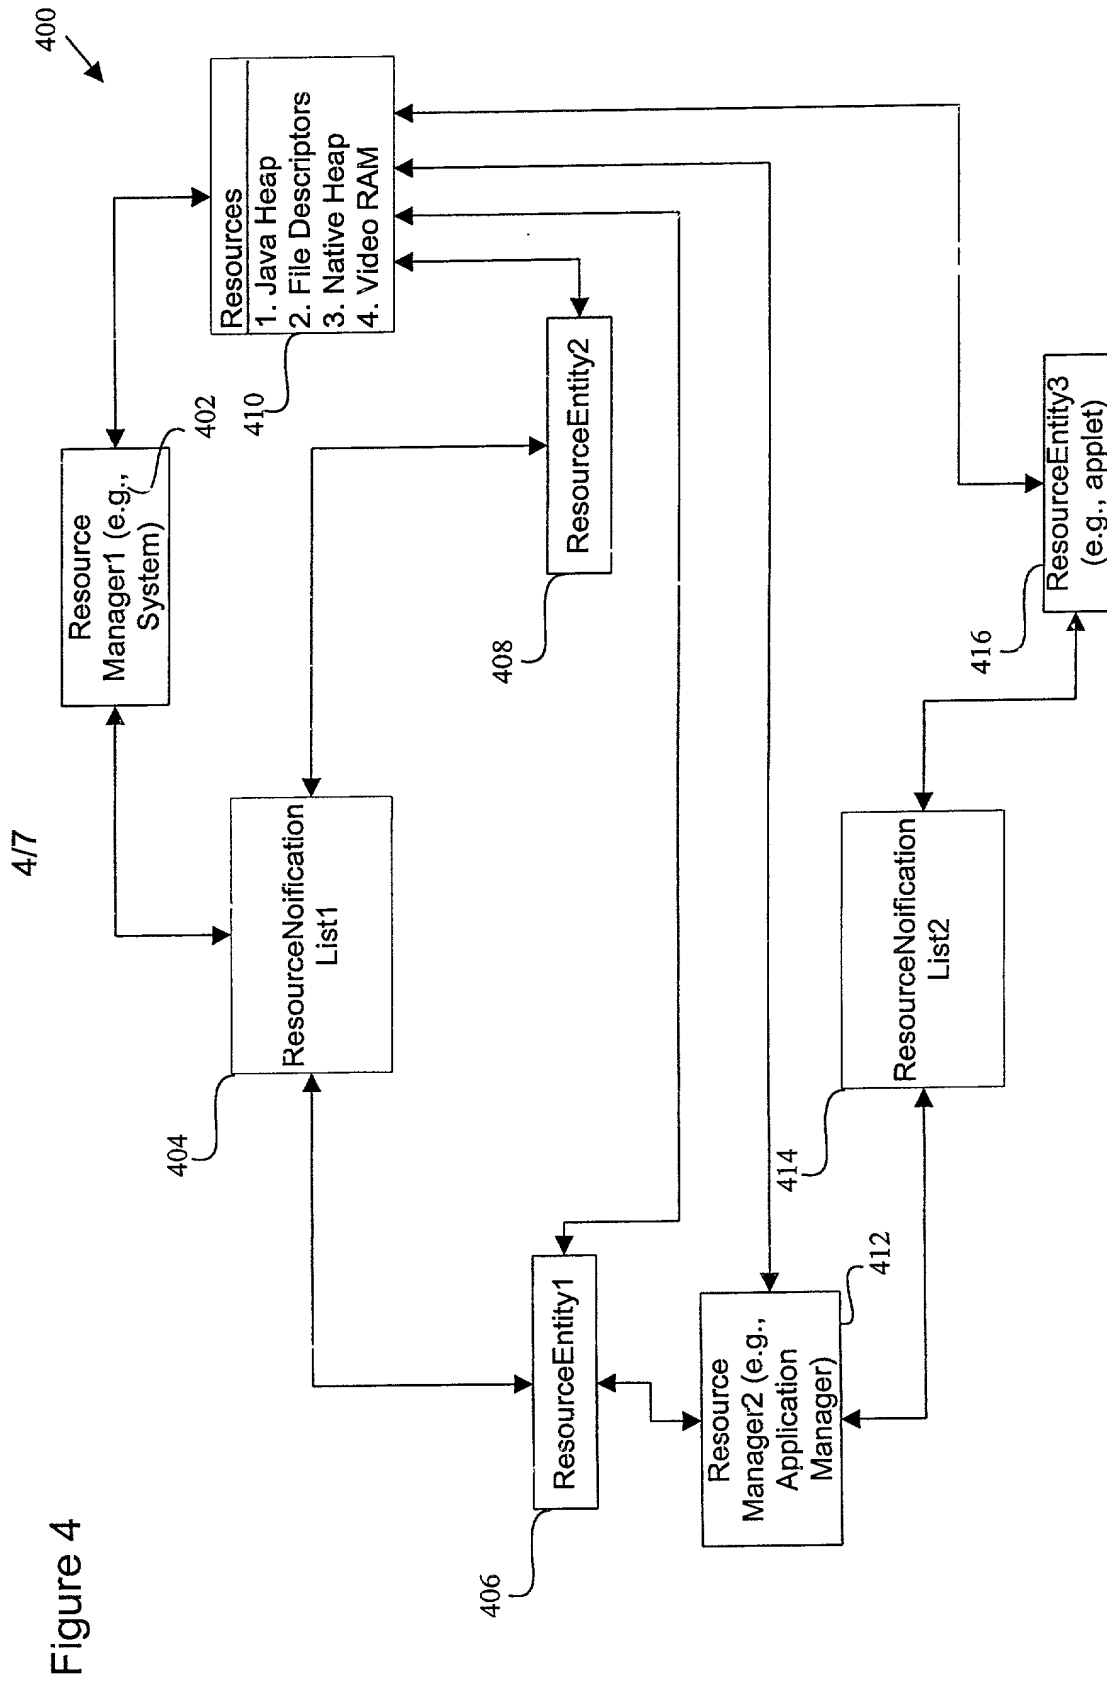 4/7
Figure 4
400
Resource
Manager1 (e.g.,
System)
402
Resources
1. Java Heap
2. File Descriptors
3. Native Heap
4. Video RAM
410
404
ResourceNoification
List1
ResourceEntity2
408
ResourceEntity1
406
Resource
Manager2 (e.g.,
Application
Manager)
412
414
ResourceNoification
List2
416
ResourceEntity3
(e.g., applet)